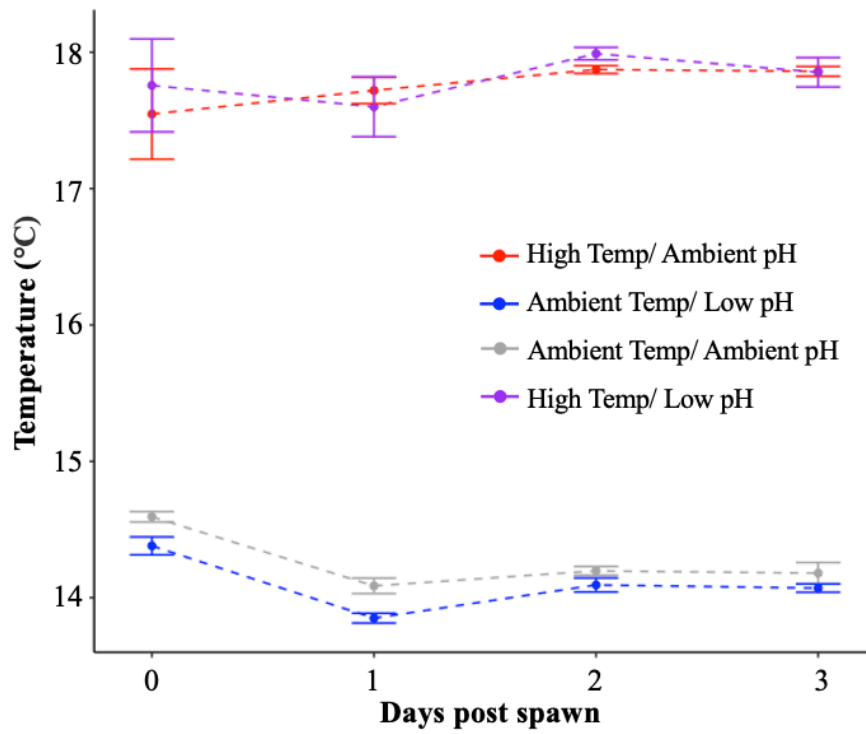 18
17
16
15
14
Temperature (°C)
High Temp/ Ambient pH
Ambient Temp/ Low pH
Ambient Temp/ Ambient pH
High Temp/ Low pH
0 1 2 3
Days post spawn